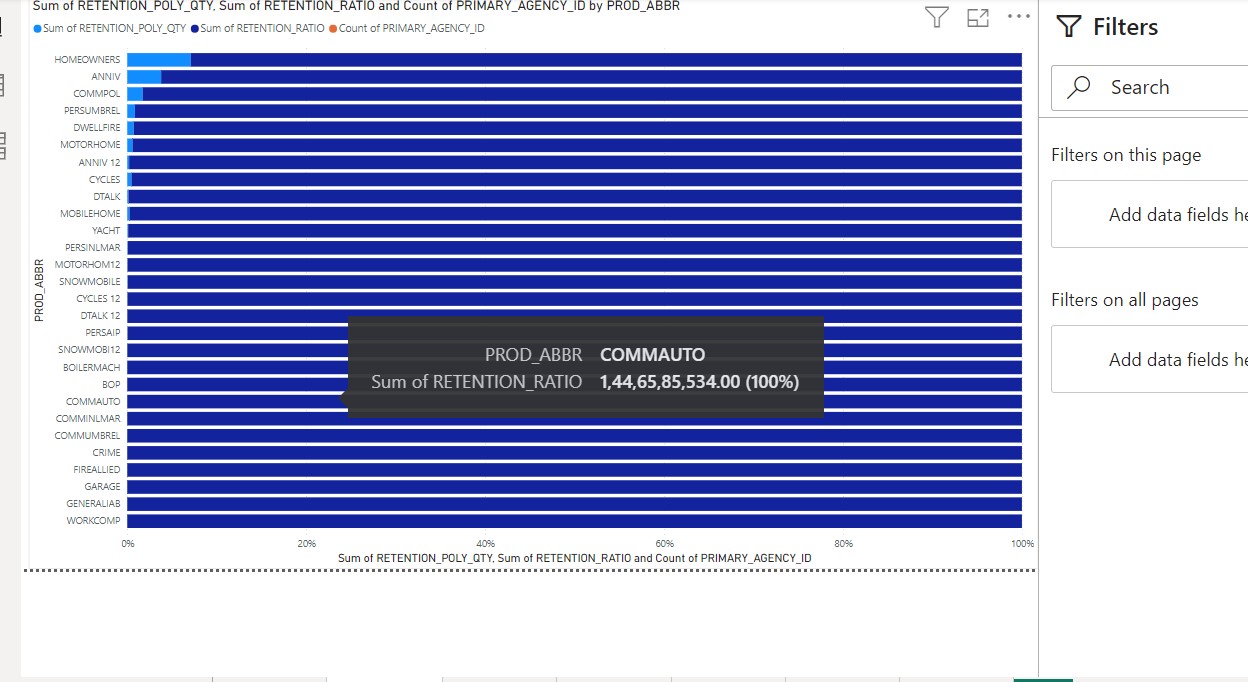 Sum of RETENTION_POLY_QTY, Sum of RETENTION_RATIO and Count of PRIMARY_AGENCY_ID by PROD_ABBR
Sum of RETENTION_POLY_QTY Sum of RETENTION_RATIO Count of PRIMARY_AGENCY_ID
HOMEOWNERS
ANNIV
COMMPOL
PERSUMBREL
DWELLFIRE
MOTORHOME
ANNIV 12
CYCLES
DTALK
MOBILEHOME
YACHT
PERSINLMAR
MOTORHOM12
SNOWMOBILE
CYCLES 12
DTALK 12
PERSAIP
SNOWMOBI12
BOILERMACH
BOP
COMMAUTO
COMMINLMAR
COMMUMBREL
CRIME
FIREALLIED
GARAGE
GENERALIAB
WORKCOMP
PROD_ABBR
PROD_ABBR COMMAUTO
Sum of RETENTION_RATIO 1,44,65,85,534.00 (100%)
0% 20% 40% 60% 80% 100%
Sum of RETENTION_POLY_QTY, Sum of RETENTION_RATIO and Count of PRIMARY_AGENCY_ID
Filters
Search
Filters on this page
Add data fields he
Filters on all pages
Add data fields he